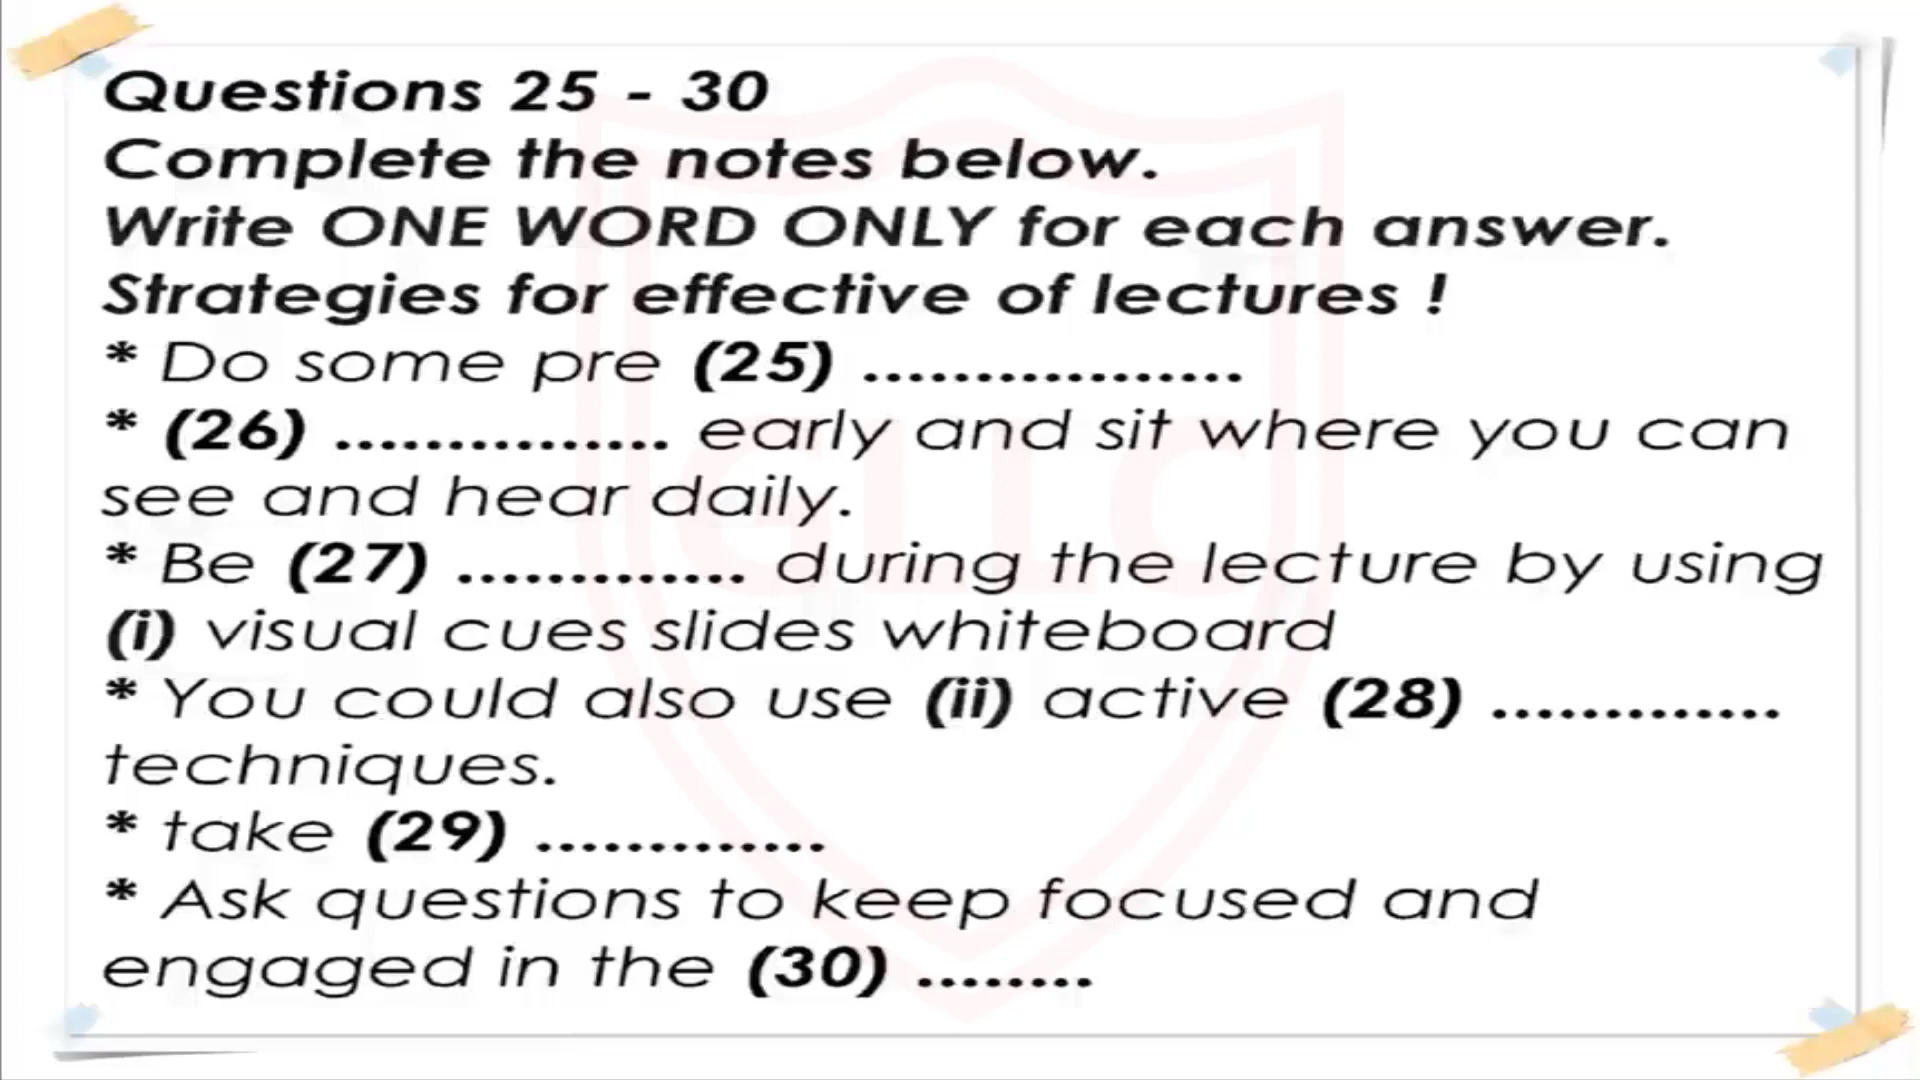 Questions 25 - 30
Complete the notes below.
Write ONE WORD ONLY for each answer.
Strategies for effective of lectures !
* Do some pre (25) .................
* (26) ............... early and sit where you can
see and hear daily.
* Be (27) ............. during the lecture by using
(i) visual cues slides whiteboard
* You could also use (ii) active (28) .............
techniques.
* take (29) .............
* Ask questions to keep focused and
engaged in the (30) ........